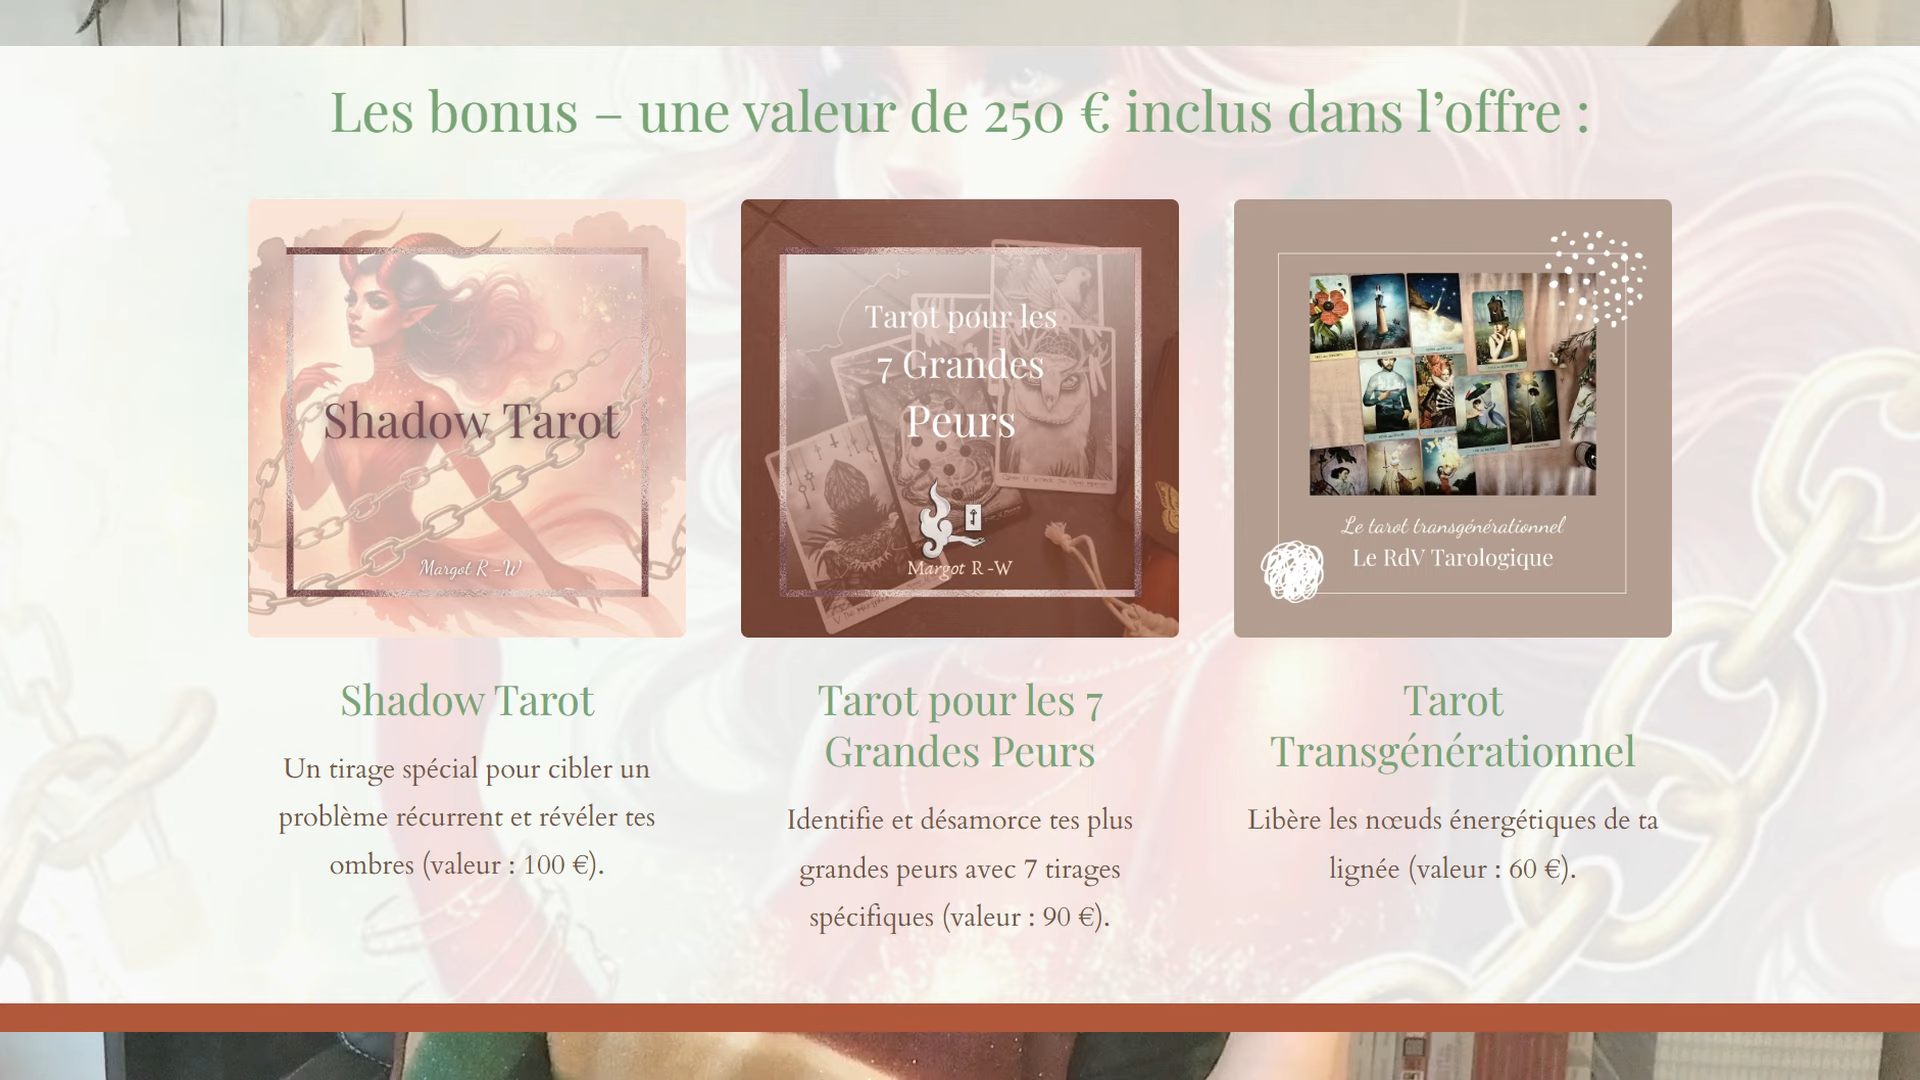 Les bonus – une valeur de 250 € inclus dans l’offre :
Shadow Tarot
Margot R -W
Tarot pour les
7 Grandes
Peurs
Margot R -W
Le tarot transgénérationnel
Le RdV Tarologique
Shadow Tarot
Un tirage spécial pour cibler un
problème récurrent et révéler tes
ombres (valeur : 100 €).
Tarot pour les 7
Grandes Peurs
Identifie et désamorce tes plus
grandes peurs avec 7 tirages
spécifiques (valeur : 90 €).
Tarot
Transgénérationnel
Libère les nœuds énergétiques de ta
lignée (valeur : 60 €).